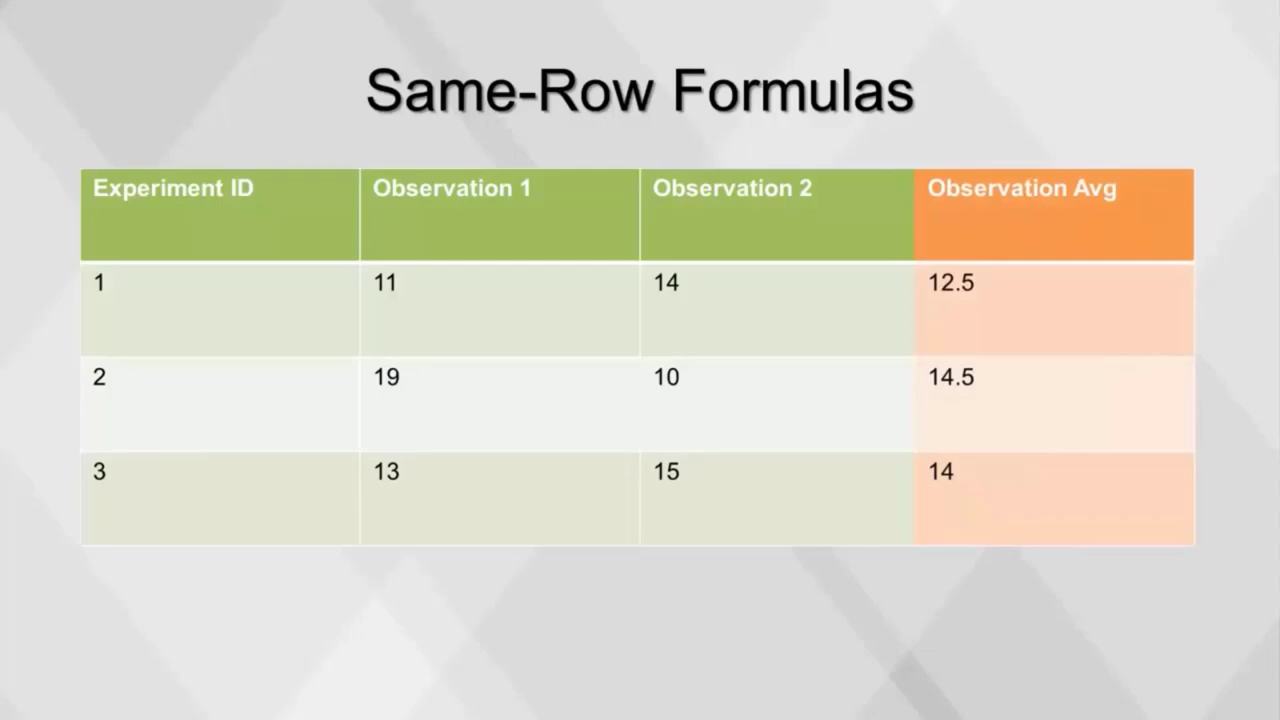 Same-Row Formulas
Experiment ID Observation 1 Observation 2 Observation Avg
1 11 14 12.5
2 19 10 14.5
3 13 15 14